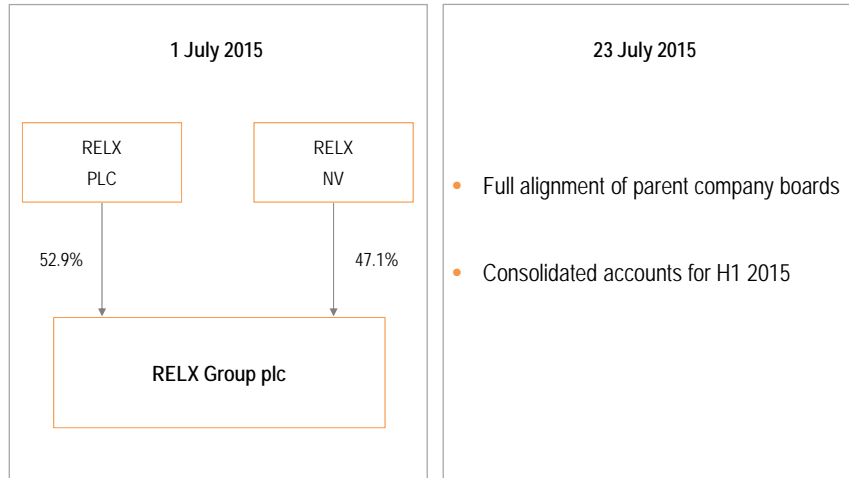 1 July 2015
RELX
PLC
RELX
NV
52.9%
47.1%
RELX Group plc
23 July 2015
• Full alignment of parent company boards
• Consolidated accounts for H1 2015